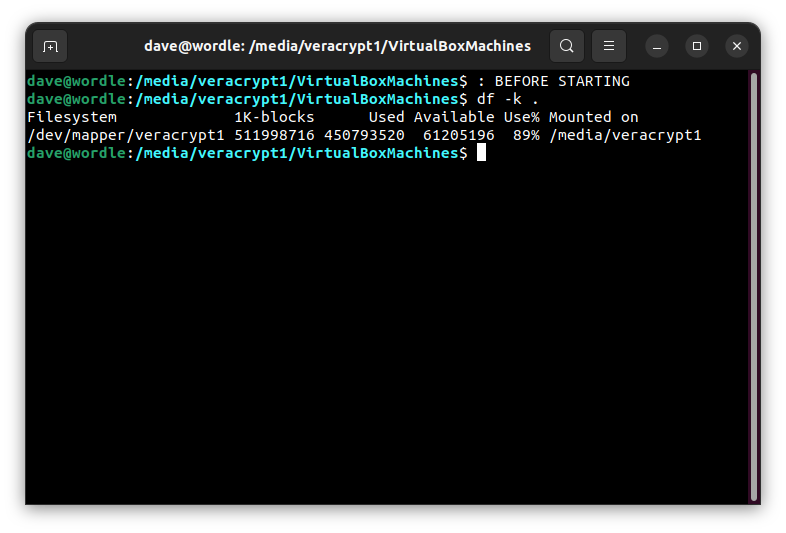 dave@wordle: /media/veracrypt1/VirtualBoxMachines
dave@wordle:/media/veracrypt1/VirtualBoxMachines$ : BEFORE STARTING
dave@wordle:/media/veracrypt1/VirtualBoxMachines$ df -k .
Filesystem             1K-blocks      Used Available Use% Mounted on
/dev/mapper/veracrypt1 511998716 450793520  61205196  89% /media/veracrypt1
dave@wordle:/media/veracrypt1/VirtualBoxMachines$